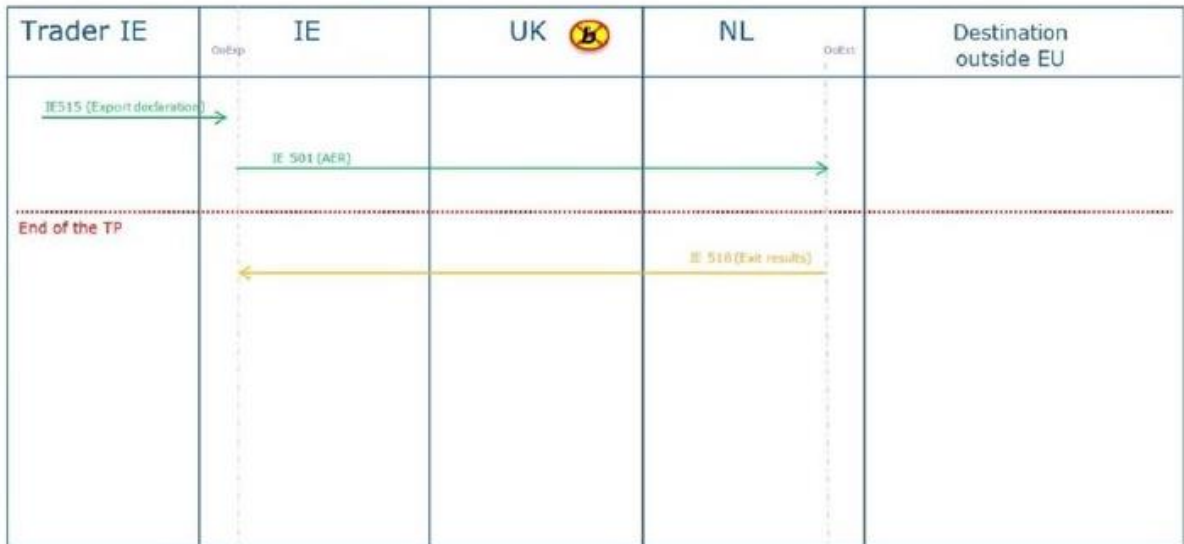 Trader IE
IE
UK
NL
Destination
outside EU
OoExp
OoExt
IE515 (Export declaration)
IE 501 (AER)
End of the TP
IE 518 (Exit results)